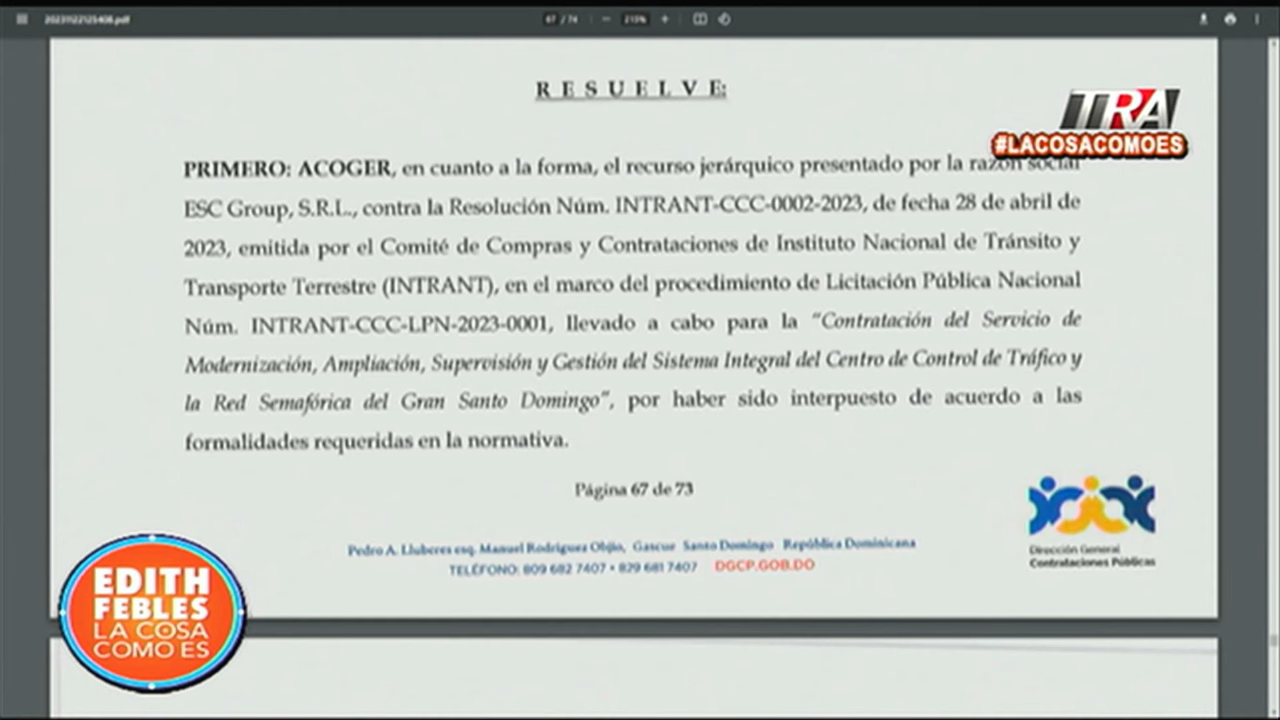 20231122125408.pdf
67 / 74
215%
RESUELVE:
TRA
#LACOSACOMOES
PRIMERO: ACOGER, en cuanto a la forma, el recurso jerárquico presentado por la razón social
ESC Group, S.R.L., contra la Resolución Núm. INTRANT-CCC-0002-2023, de fecha 28 de abril de
2023, emitida por el Comité de Compras y Contrataciones de Instituto Nacional de Tránsito y
Transporte Terrestre (INTRANT), en el marco del procedimiento de Licitación Pública Nacional
Núm. INTRANT-CCC-LPN-2023-0001, llevado a cabo para la "Contratación del Servicio de
Modernización, Ampliación, Supervisión y Gestión del Sistema Integral del Centro de Control de Tráfico y
la Red Semafórica del Gran Santo Domingo", por haber sido interpuesto de acuerdo a las
formalidades requeridas en la normativa.
Página 67 de 73
Pedro A. Lluberes esq. Manuel Rodríguez Objío, Gascue Santo Domingo República Dominicana
TELÉFONO: 809 682 7407 • 829 681 7407 DGCP.GOB.DO
Dirección General
Contrataciones Públicas
EDITH
FEBLES
LA COSA
COMO ES